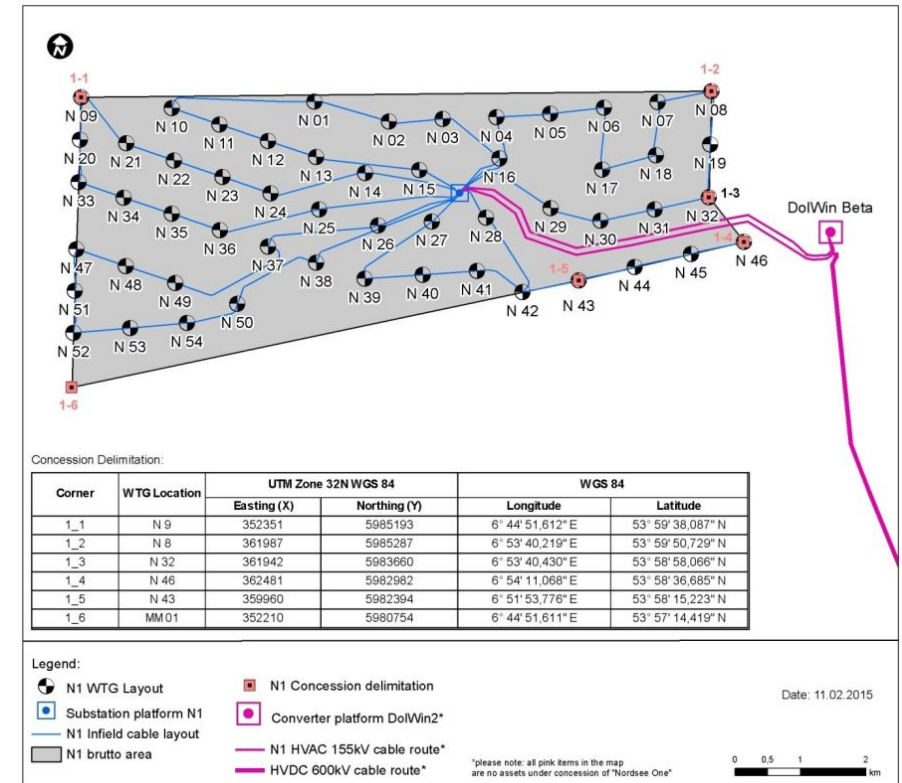 N
1-1
1-2
N 09
N 10
N 01
N 02
N 03
N 04
N 05
N 06
N 07
N 08
N 20
N 21
N 11
N 12
N 13
N 14
N 15
N 16
N 17
N 18
N 19
N 33
N 22
N 23
N 24
1-3
N 34
N 35
N 36
N 25
N 26
N 27
N 28
N 29
N 30
N 31
N 32
DolWin Beta
1-4
N 47
N 48
N 49
N 37
N 38
N 39
N 40
N 41
N 42
1-5
N 43
N 44
N 45
N 46
N 51
N 50
N 52
N 53
N 54
1-6
Concession Delimitation:
Corner WTG Location UTM Zone 32N WGS 84 WGS 84
Easting (X) Northing (Y) Longitude Latitude
1_1 N 9 352351 5985193 6° 44' 51,612" E 53° 59' 38,087" N
1_2 N 8 361987 5985287 6° 53' 40,219" E 53° 59' 50,729" N
1_3 N 32 361942 5983660 6° 53' 40,430" E 53° 58' 58,066" N
1_4 N 46 362481 5982982 6° 54' 11,068" E 53° 58' 36,685" N
1_5 N 43 359960 5982394 6° 51' 53,776" E 53° 58' 15,223" N
1_6 MM 01 352210 5980754 6° 44' 51,611" E 53° 57' 14,419" N
Legend:
N1 WTG Layout
Substation platform N1
N1 Infield cable layout
N1 brutto area
N1 Concession delimitation
Converter platform DolWin2*
N1 HVAC 155kV cable route*
HVDC 600kV cable route*
Date: 11.02.2015
*please note: all pink items in the map
are no assets under concession of "Nordsee One"
0 0,5 1 2
km